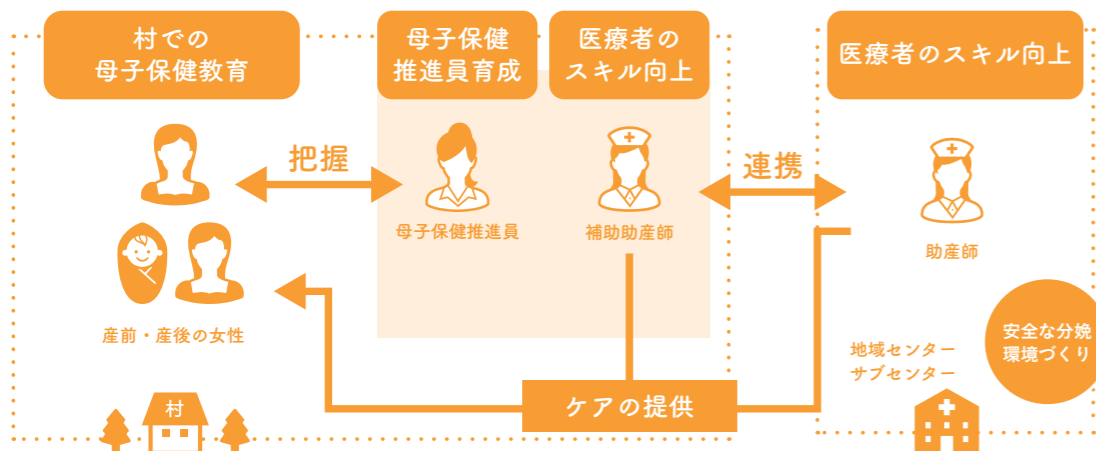 村での
母子保健教育
母子保健
推進員育成
医療者の
スキル向上
医療者のスキル向上
把握
連携
母子保健推進員
補助助産師
助産師
産前・産後の女性
安全な分娩
環境づくり
地域センター
サブセンター
ケアの提供
村